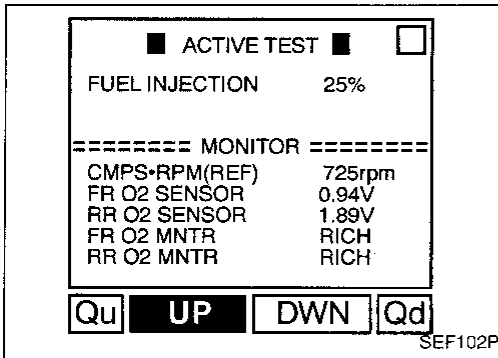 ■ ACTIVE TEST ■ □
FUEL INJECTION 25%
======== MONITOR ========
CMPS•RPM(REF) 725rpm
FR O2 SENSOR 0.94V
RR O2 SENSOR 1.89V
FR O2 MNTR RICH
RR O2 MNTR RICH
Qu UP DWN Qd
SEF102P